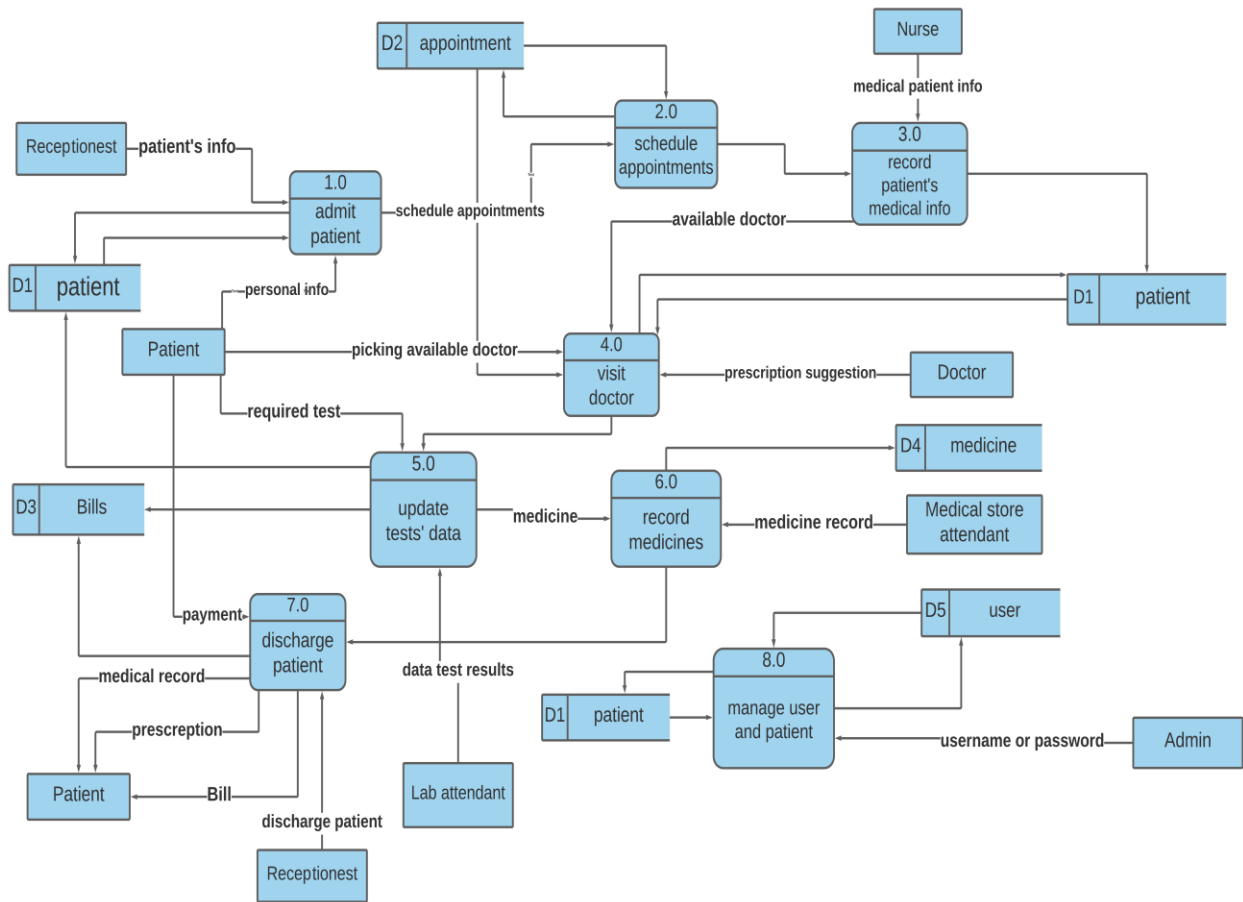 Nurse
D2
appointment
medical patient info
2.0
schedule
appointments
3.0
record
patient's
medical info
Receptionest
patient's info
1.0
admit
patient
schedule appointments
available doctor
D1
patient
personal info
D1
patient
Patient
picking available doctor
4.0
visit
doctor
prescription suggestion
Doctor
required test
5.0
update
tests' data
D4
medicine
6.0
record
medicines
D3
Bills
medicine
medicine record
Medical store
attendant
7.0
discharge
patient
payment
D5
user
medical record
data test results
8.0
manage user
and patient
D1
patient
prescreption
username or password
Admin
Patient
Bill
Lab attendant
discharge patient
Receptionest